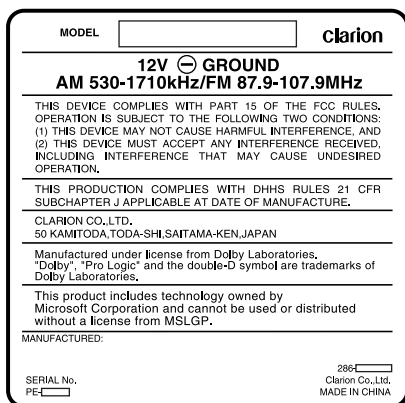 MODEL clarion
12V ⊖ GROUND
AM 530-1710kHz/FM 87.9-107.9MHz
THIS DEVICE COMPLIES WITH PART 15 OF THE FCC RULES.
OPERATION IS SUBJECT TO THE FOLLOWING TWO CONDITIONS:
(1) THIS DEVICE MAY NOT CAUSE HARMFUL INTERFERENCE, AND
(2) THIS DEVICE MUST ACCEPT ANY INTERFERENCE RECEIVED,
INCLUDING INTERFERENCE THAT MAY CAUSE UNDESIRED
OPERATION.
THIS PRODUCTION COMPLIES WITH DHHS RULES 21 CFR
SUBCHAPTER J APPLICABLE AT DATE OF MANUFACTURE.
CLARION CO.,LTD.
50 KAMITODA,TODA-SHI,SAITAMA-KEN,JAPAN
Manufactured under license from Dolby Laboratories.
"Dolby", "Pro Logic" and the double-D symbol are trademarks of
Dolby Laboratories.
This product includes technology owned by
Microsoft Corporation and cannot be used or distributed
without a license from MSLGP.
MANUFACTURED:
286-
SERIAL No. Clarion Co.,Ltd.
PE- MADE IN CHINA